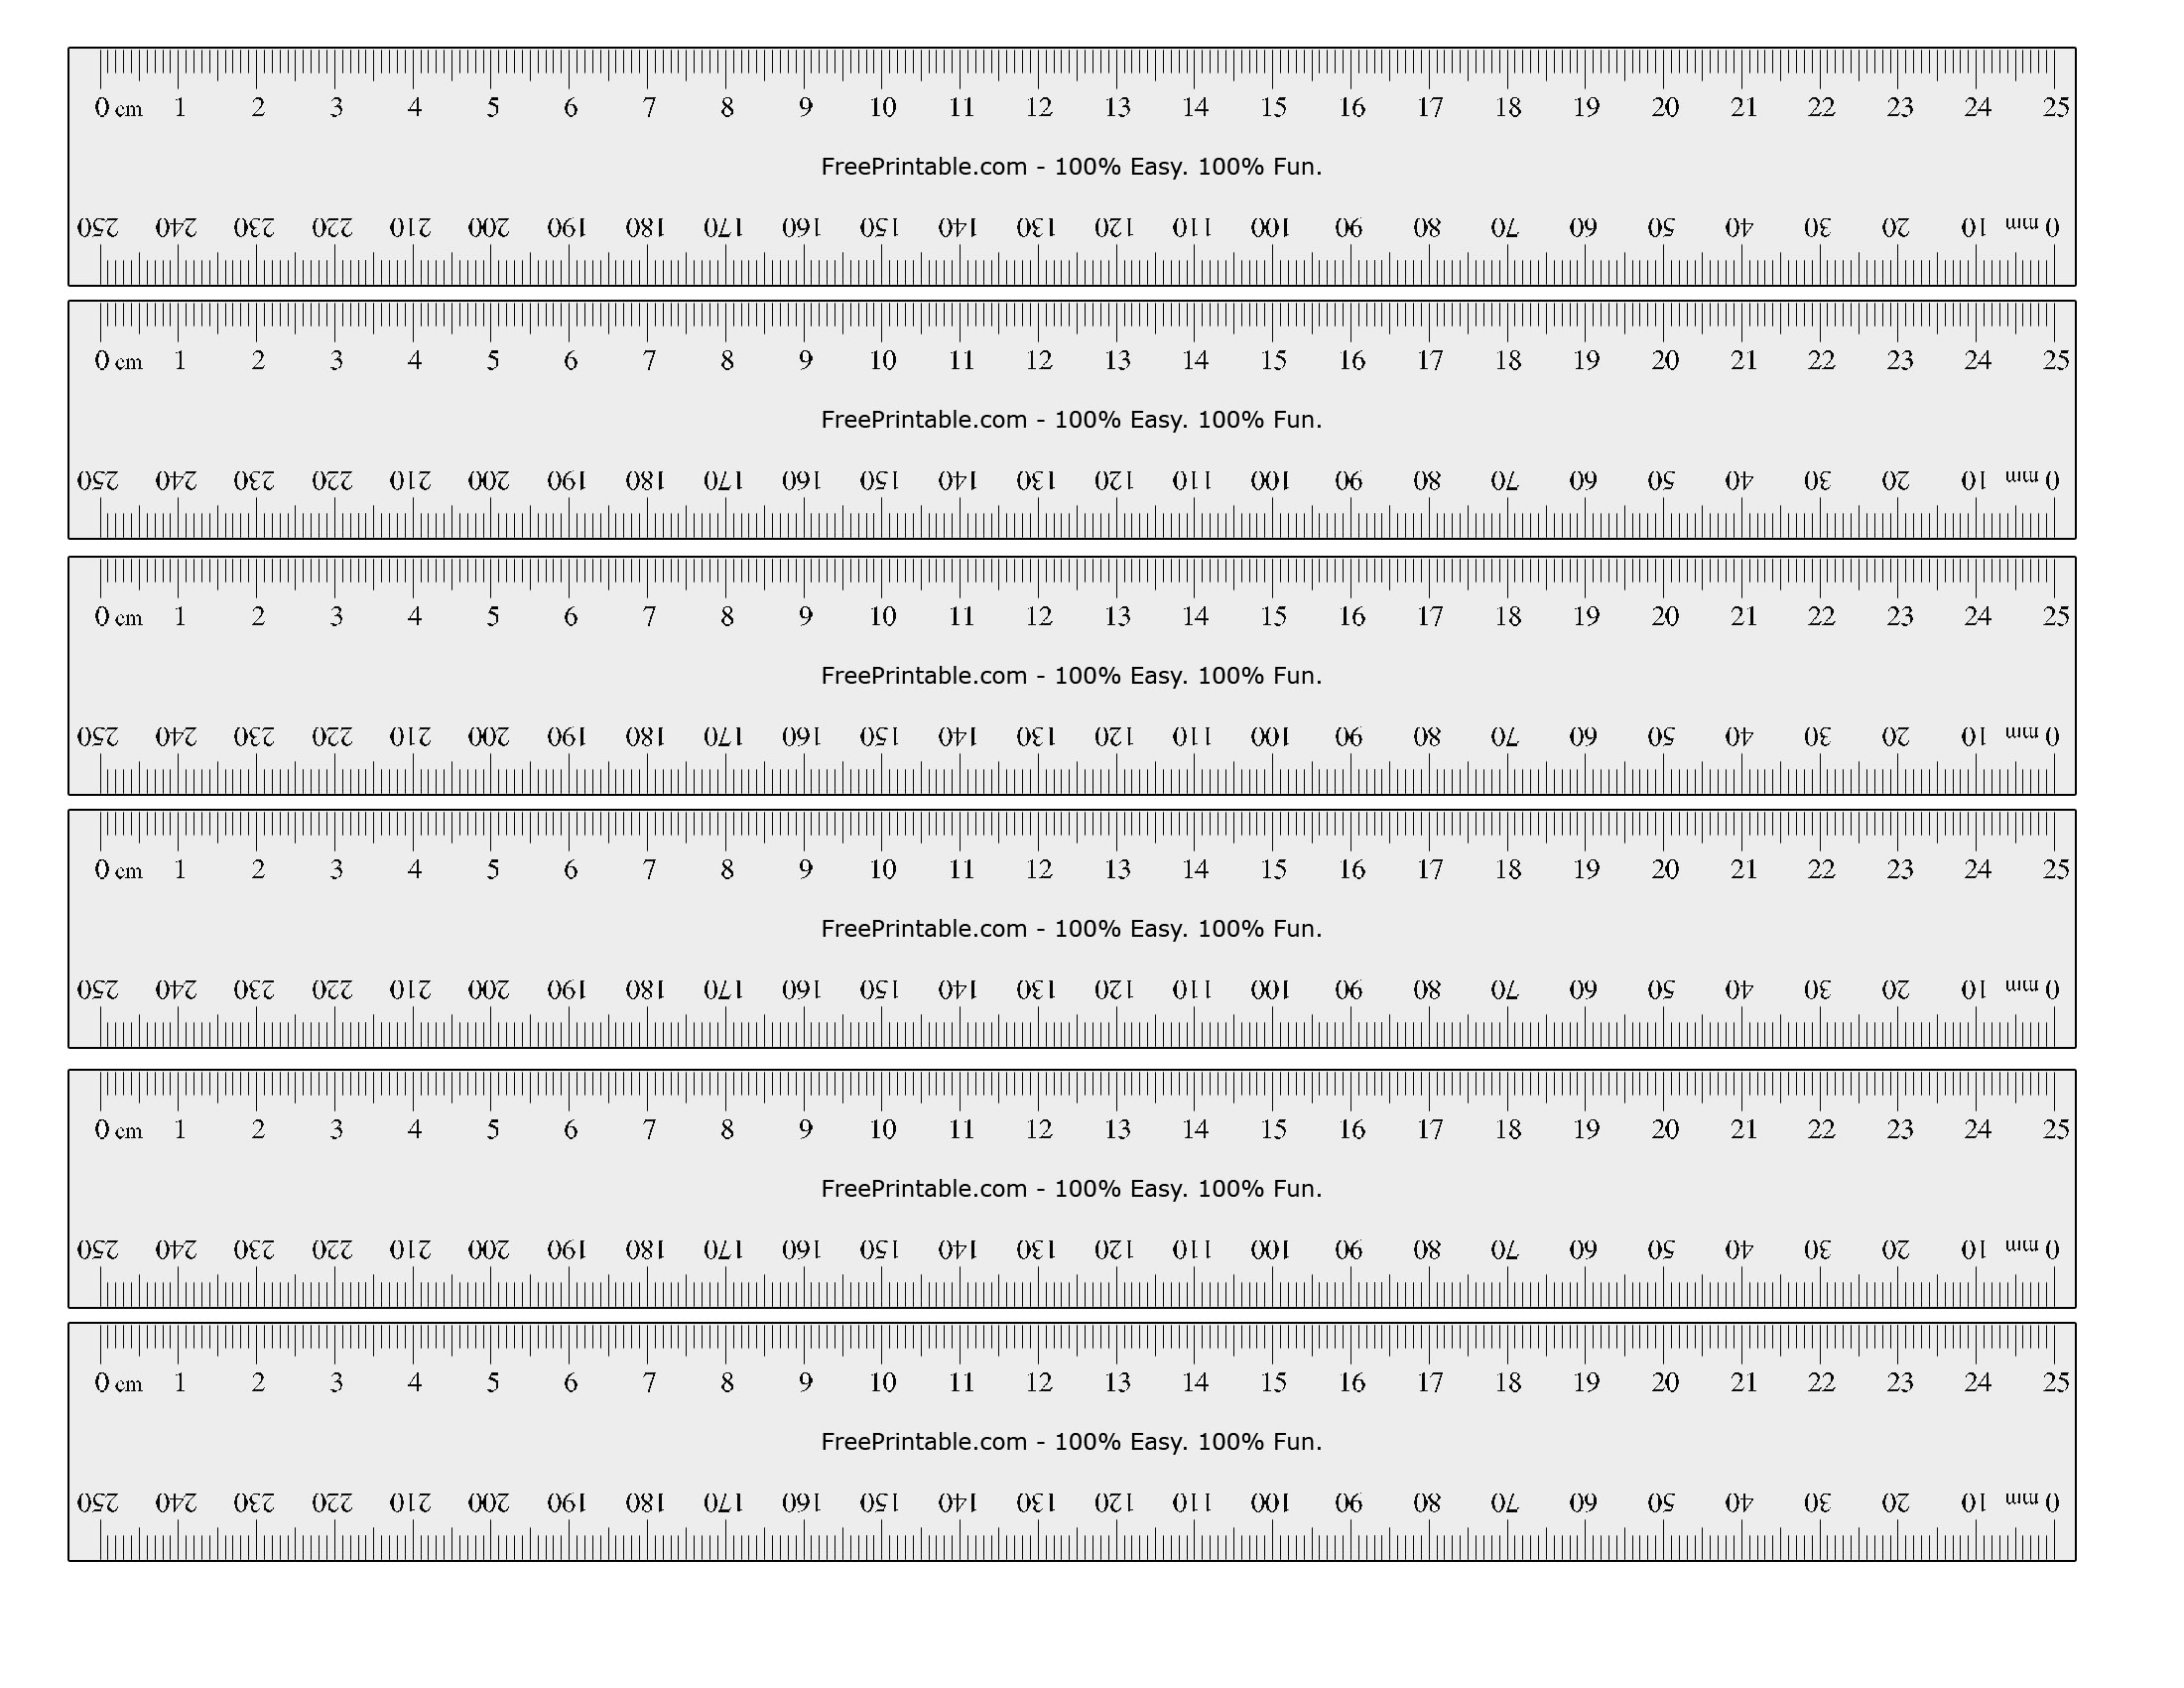 0 cm 1 2 3 4 5 6 7 8 9 10 11 12 13 14 15 16 17 18 19 20 21 22 23 24 25
FreePrintable.com - 100% Easy. 100% Fun.
250 240 230 220 210 200 190 180 170 160 150 140 130 120 110 100 90 80 70 60 50 40 30 20 10 mm 0
0 cm 1 2 3 4 5 6 7 8 9 10 11 12 13 14 15 16 17 18 19 20 21 22 23 24 25
FreePrintable.com - 100% Easy. 100% Fun.
250 240 230 220 210 200 190 180 170 160 150 140 130 120 110 100 90 80 70 60 50 40 30 20 10 mm 0
0 cm 1 2 3 4 5 6 7 8 9 10 11 12 13 14 15 16 17 18 19 20 21 22 23 24 25
FreePrintable.com - 100% Easy. 100% Fun.
250 240 230 220 210 200 190 180 170 160 150 140 130 120 110 100 90 80 70 60 50 40 30 20 10 mm 0
0 cm 1 2 3 4 5 6 7 8 9 10 11 12 13 14 15 16 17 18 19 20 21 22 23 24 25
FreePrintable.com - 100% Easy. 100% Fun.
250 240 230 220 210 200 190 180 170 160 150 140 130 120 110 100 90 80 70 60 50 40 30 20 10 mm 0
0 cm 1 2 3 4 5 6 7 8 9 10 11 12 13 14 15 16 17 18 19 20 21 22 23 24 25
FreePrintable.com - 100% Easy. 100% Fun.
250 240 230 220 210 200 190 180 170 160 150 140 130 120 110 100 90 80 70 60 50 40 30 20 10 mm 0
0 cm 1 2 3 4 5 6 7 8 9 10 11 12 13 14 15 16 17 18 19 20 21 22 23 24 25
FreePrintable.com - 100% Easy. 100% Fun.
250 240 230 220 210 200 190 180 170 160 150 140 130 120 110 100 90 80 70 60 50 40 30 20 10 mm 0